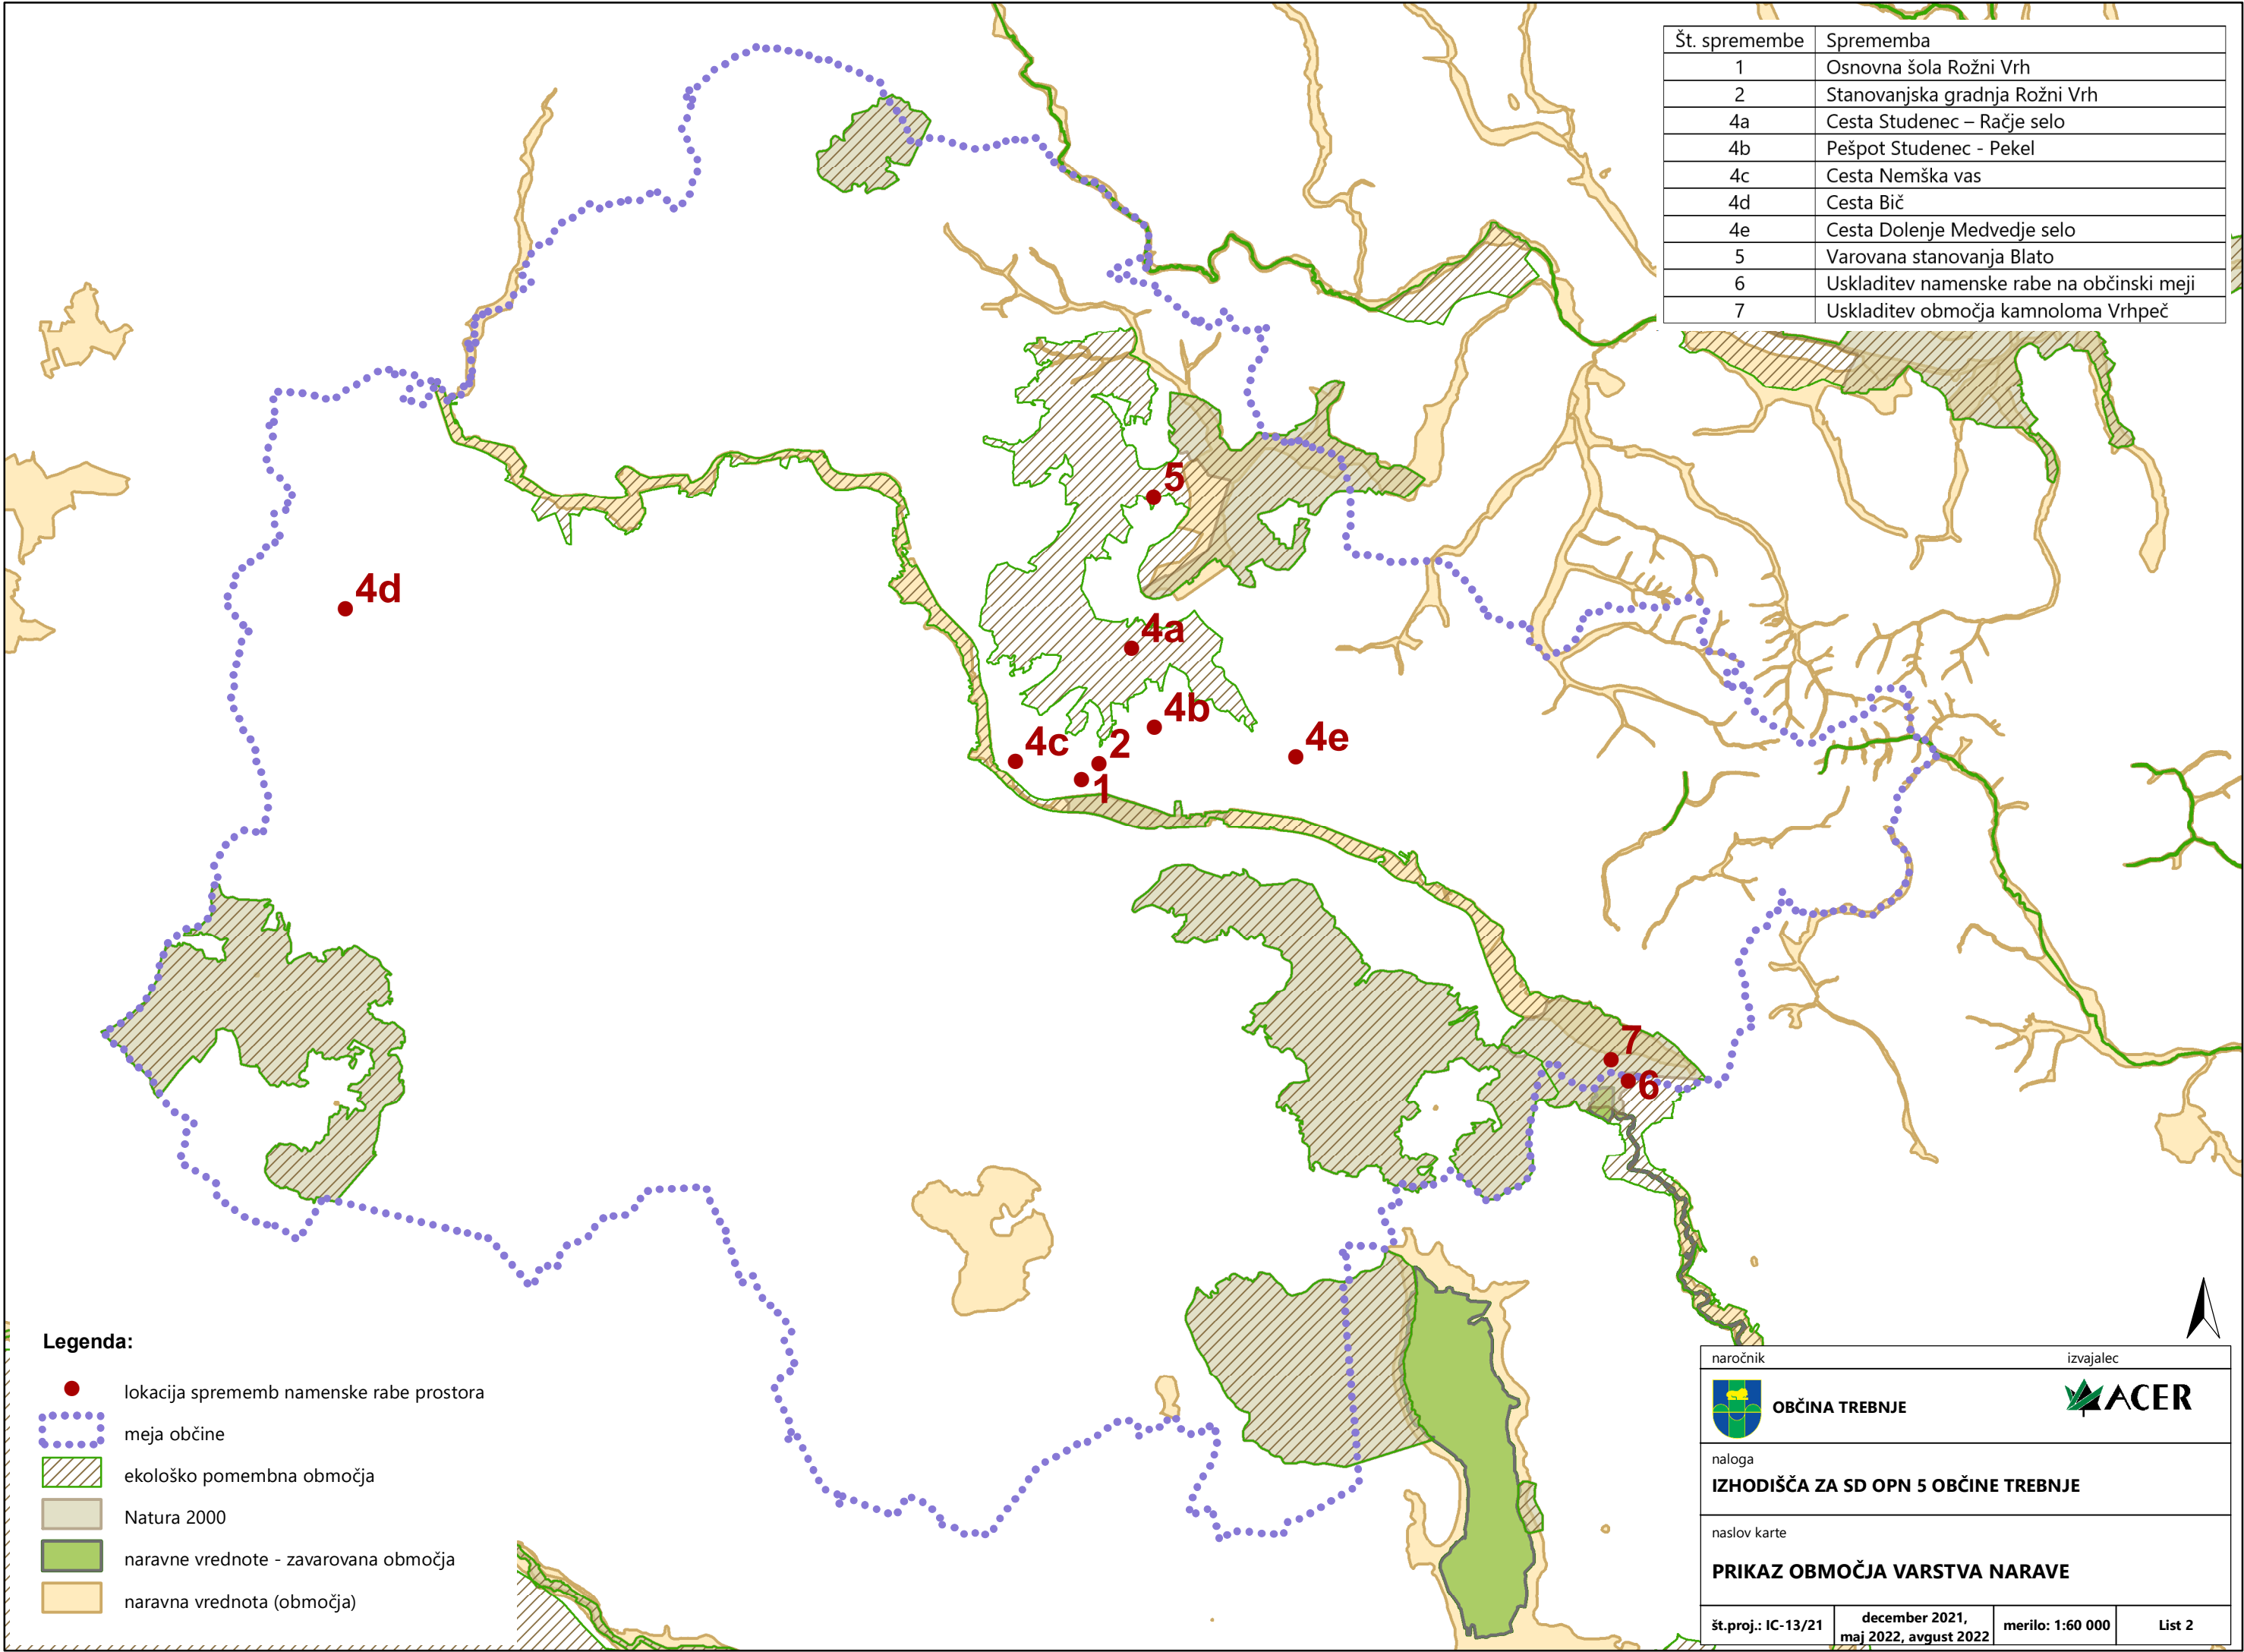 Št. spremembe Sprememba
1 Osnovna šola Rožni Vrh
2 Stanovanjska gradnja Rožni Vrh
4a Cesta Studenec – Račje selo
4b Pešpot Studenec - Pekel
4c Cesta Nemška vas
4d Cesta Bič
4e Cesta Dolenje Medvedje selo
5 Varovana stanovanja Blato
6 Uskladitev namenske rabe na občinski meji
7 Uskladitev območja kamnoloma Vrhpeč
5
4d
4a
4b
4c
2
4e
1
7
6
Legenda:
lokacija sprememb namenske rabe prostora
meja občine
ekološko pomembna območja
Natura 2000
naravne vrednote - zavarovana območja
naravna vrednota (območja)
naročnik izvajalec
OBČINA TREBNJE ACER
naloga
IZHODIŠČA ZA SD OPN 5 OBČINE TREBNJE
naslov karte
PRIKAZ OBMOČJA VARSTVA NARAVE
št.proj.: IC-13/21 december 2021, merilo: 1:60 000 List 2
maj 2022, avgust 2022